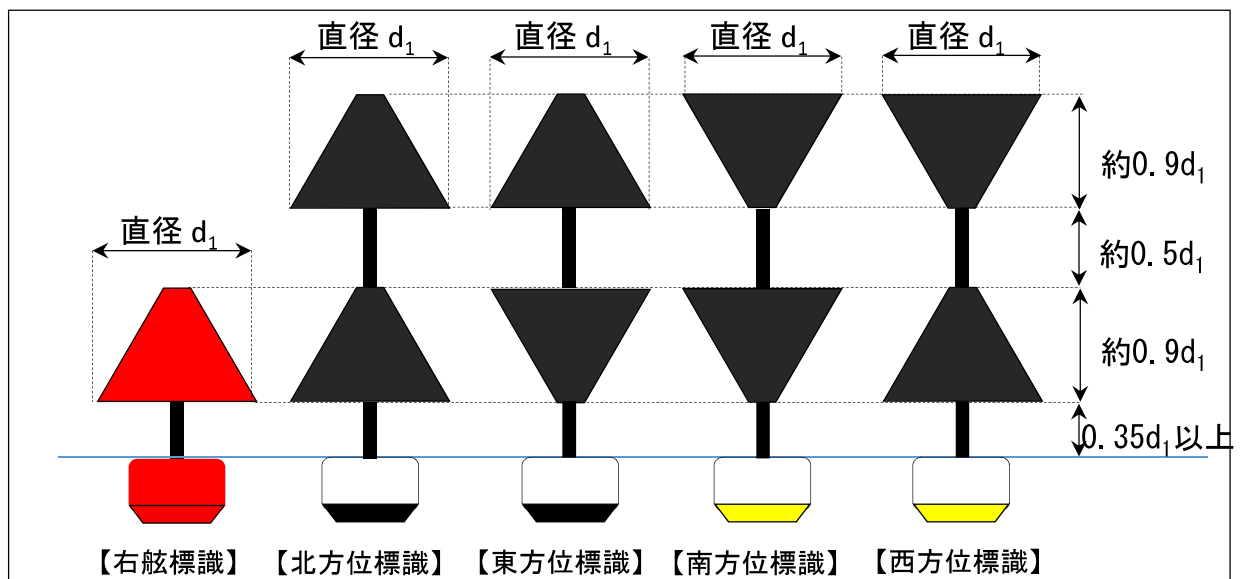 直径 d₁ 直径 d₁ 直径 d₁ 直径 d₁
約0.9d₁
直径 d₁
約0.5d₁
約0.9d₁
0.35d₁以上
【右舷標識】 【北方位標識】 【東方位標識】 【南方位標識】 【西方位標識】